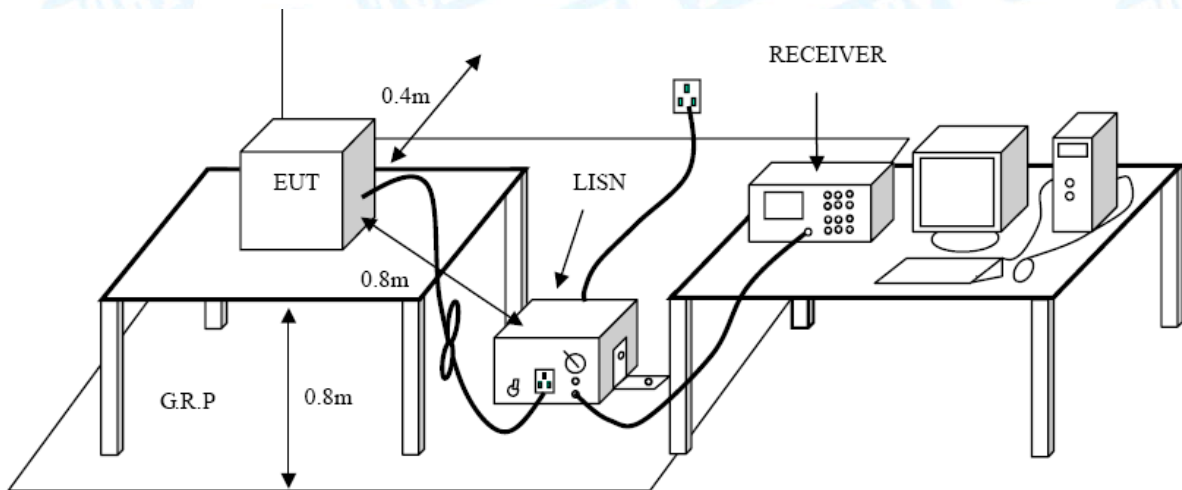 RECEIVER
0.4m
EUT
LISN
0.8m
G.R.P
0.8m